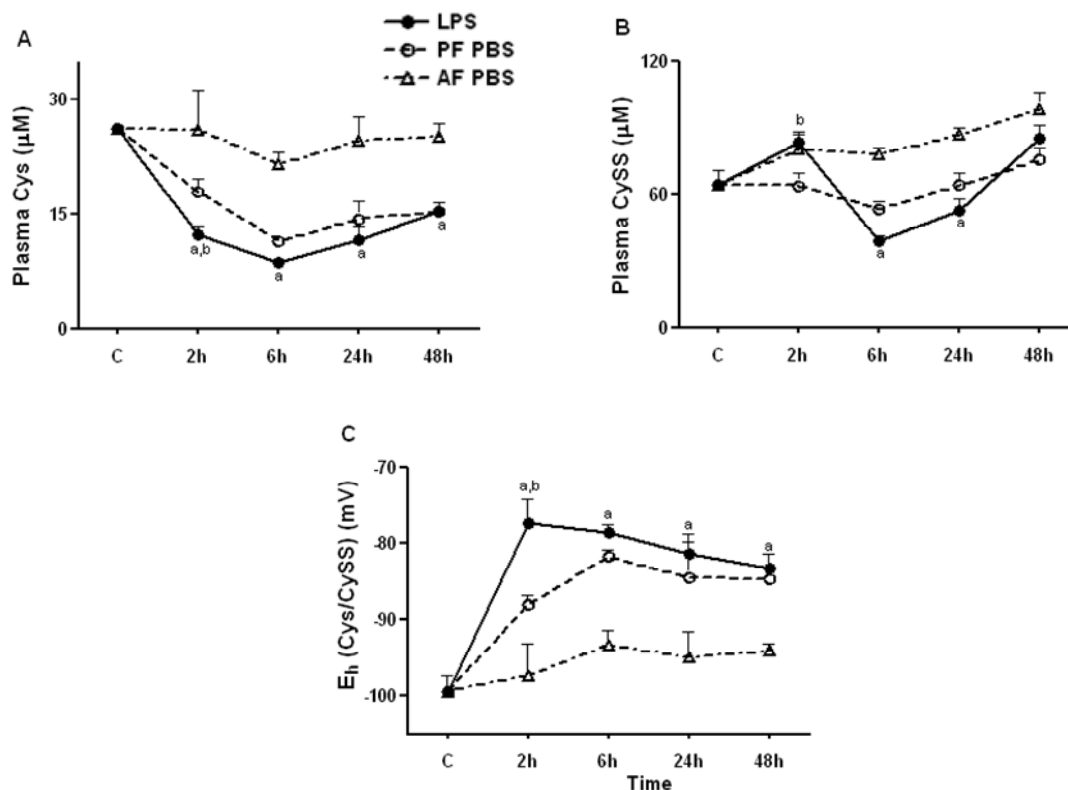 A
LPS
PF PBS
AF PBS
B
Plasma Cys (µM)
30
15
0
a,b
a
a
a
C
2h
6h
24h
48h
Plasma CySS (µM)
120
60
0
b
a
a
C
2h
6h
24h
48h
C
Eh (Cys/CySS) (mV)
-70
-80
-90
-100
a,b
a
a
a
C
2h
6h
24h
48h
Time